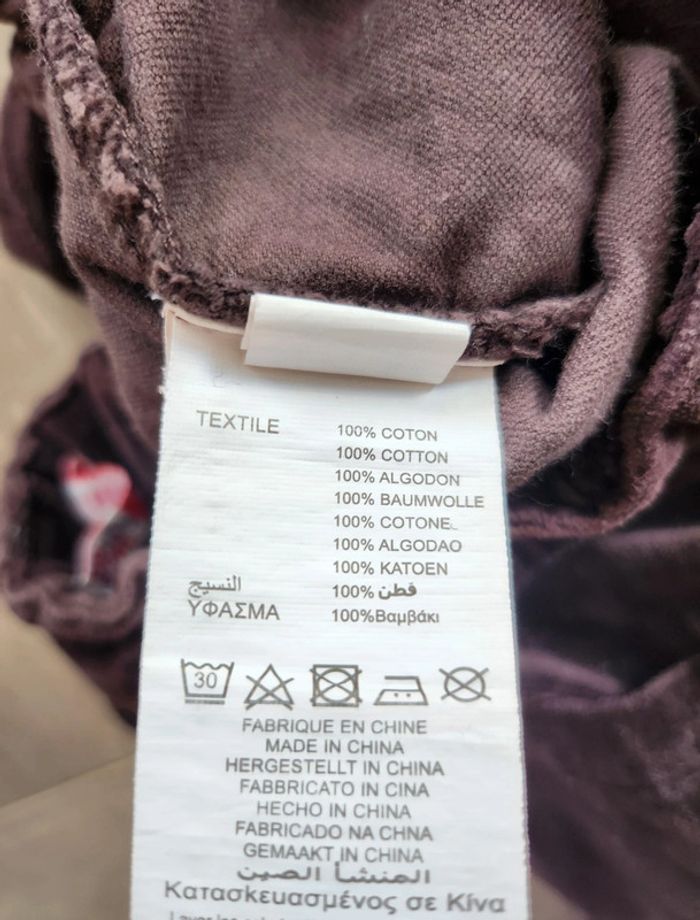 TEXTILE 100% COTON
100% COTTON
100% ALGODON
100% BAUMWOLLE
100% COTONE
100% ALGODAO
100% KATOEN
النسيج 100% قطن
ΥΦΑΣΜΑ 100%Βαμβάκι
30
FABRIQUE EN CHINE
MADE IN CHINA
HERGESTELLT IN CHINA
FABBRICATO IN CINA
HECHO IN CHINA
FABRICADO NA CHNA
GEMAAKT IN CHINA
المنشأ الصين
Κατασκευασμένος σε Κίνα